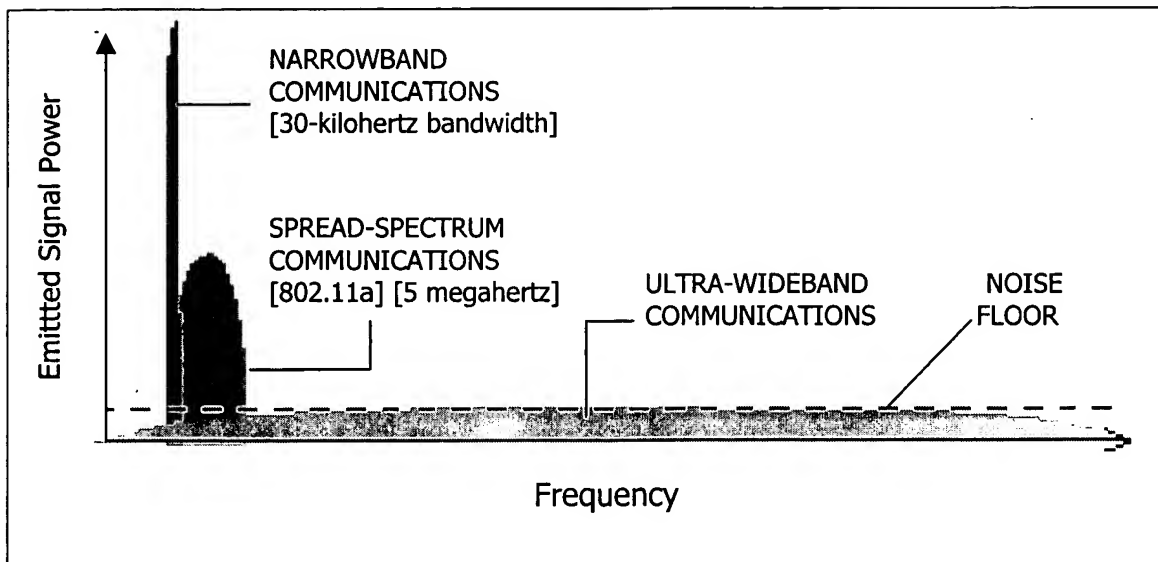 Emittted Signal Power
NARROWBAND
COMMUNICATIONS
[30-kilohertz bandwidth]
SPREAD-SPECTRUM
COMMUNICATIONS
[802.11a] [5 megahertz]
ULTRA-WIDEBAND
COMMUNICATIONS
NOISE
FLOOR
Frequency